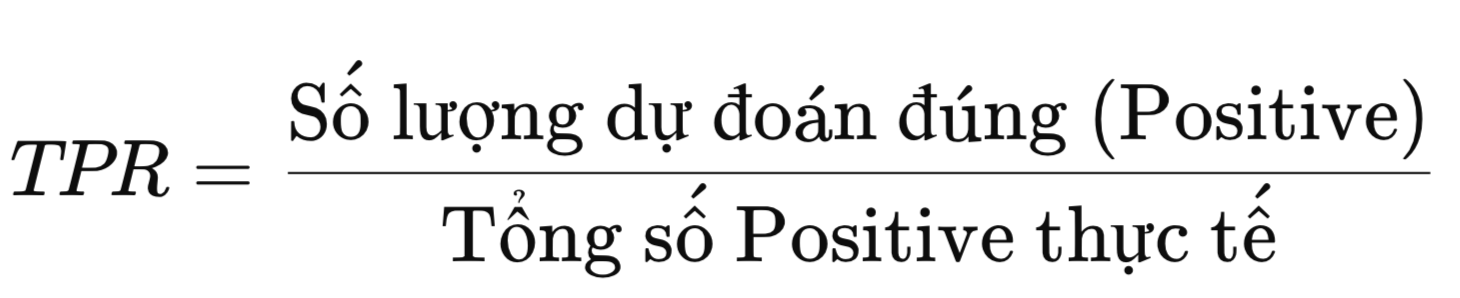 TPR = Số lượng dự đoán đúng (Positive)
Tổng số Positive thực tế